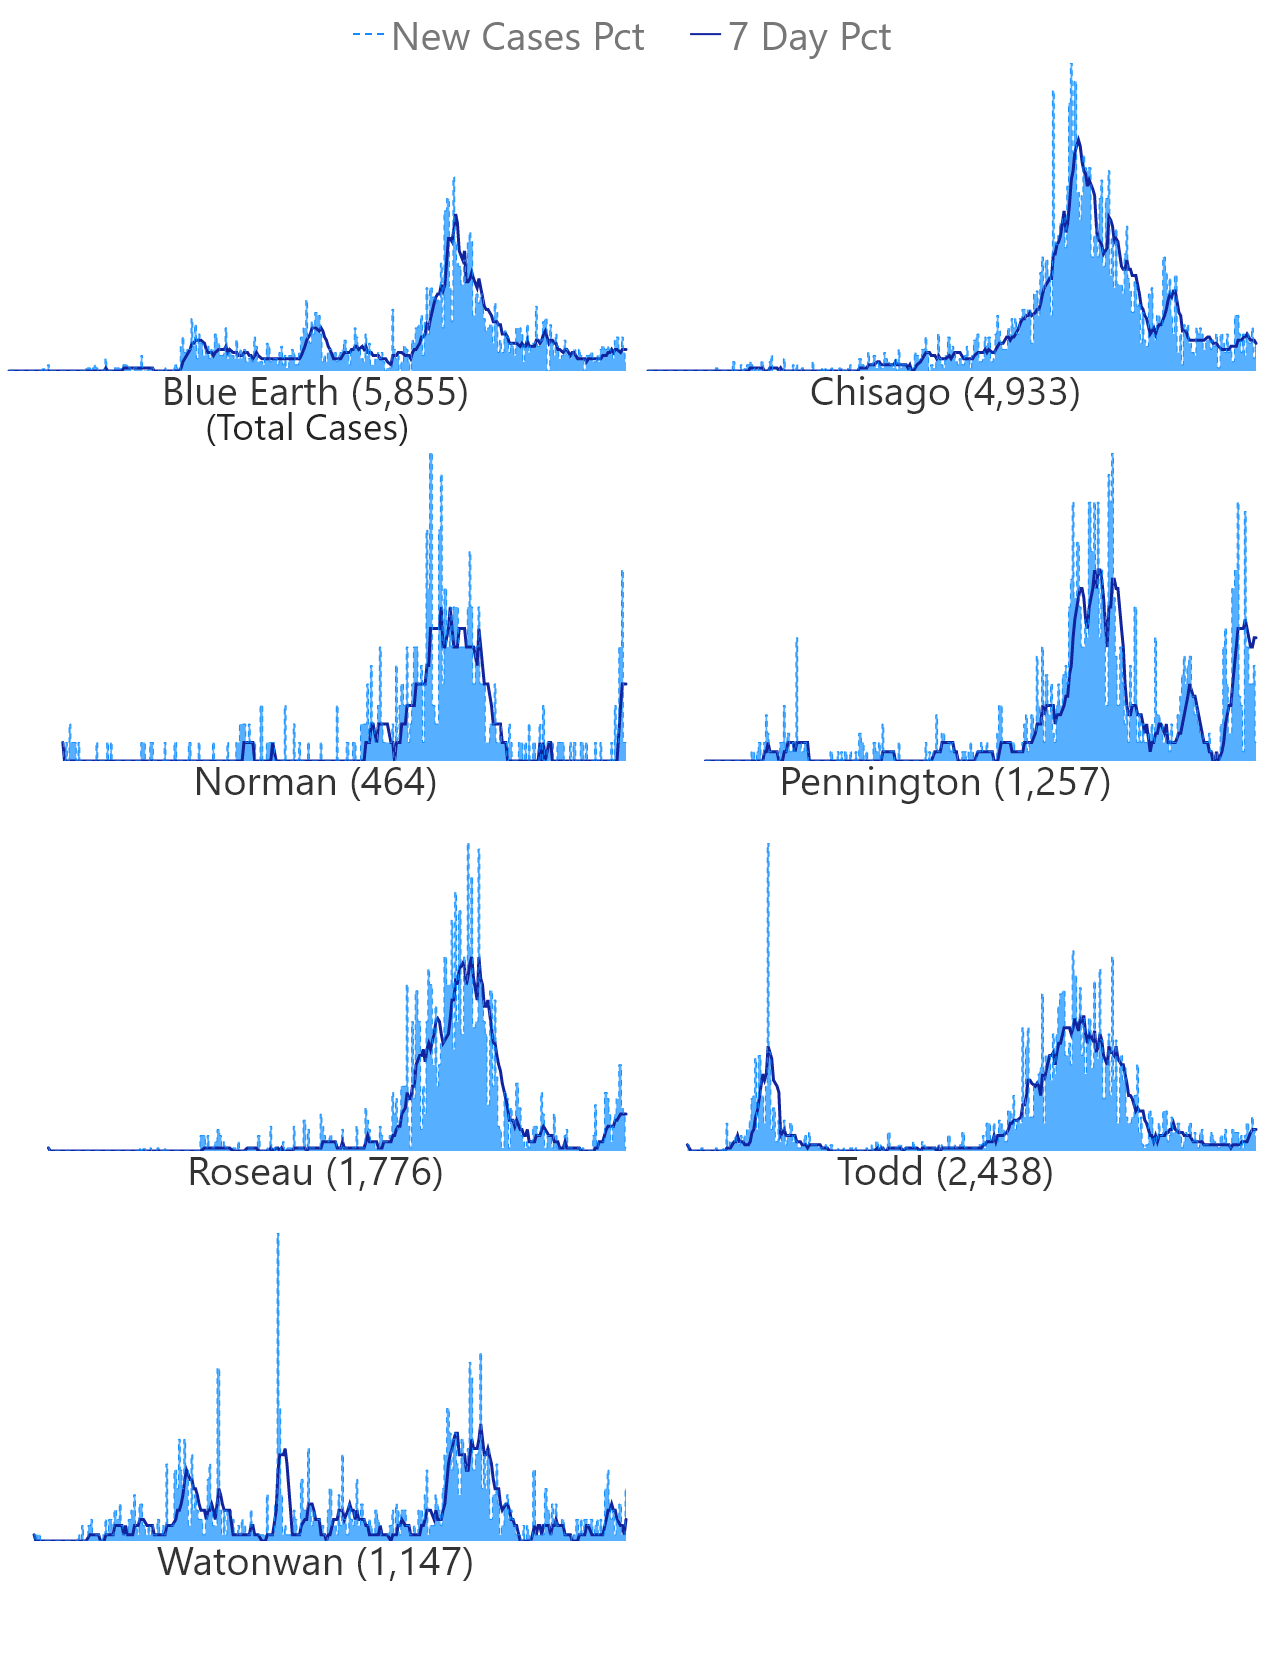 New Cases Pct 7 Day Pct
Blue Earth (5,855) Chisago (4,933)
(Total Cases)
Norman (464) Pennington (1,257)
Roseau (1,776) Todd (2,438)
Watonwan (1,147)